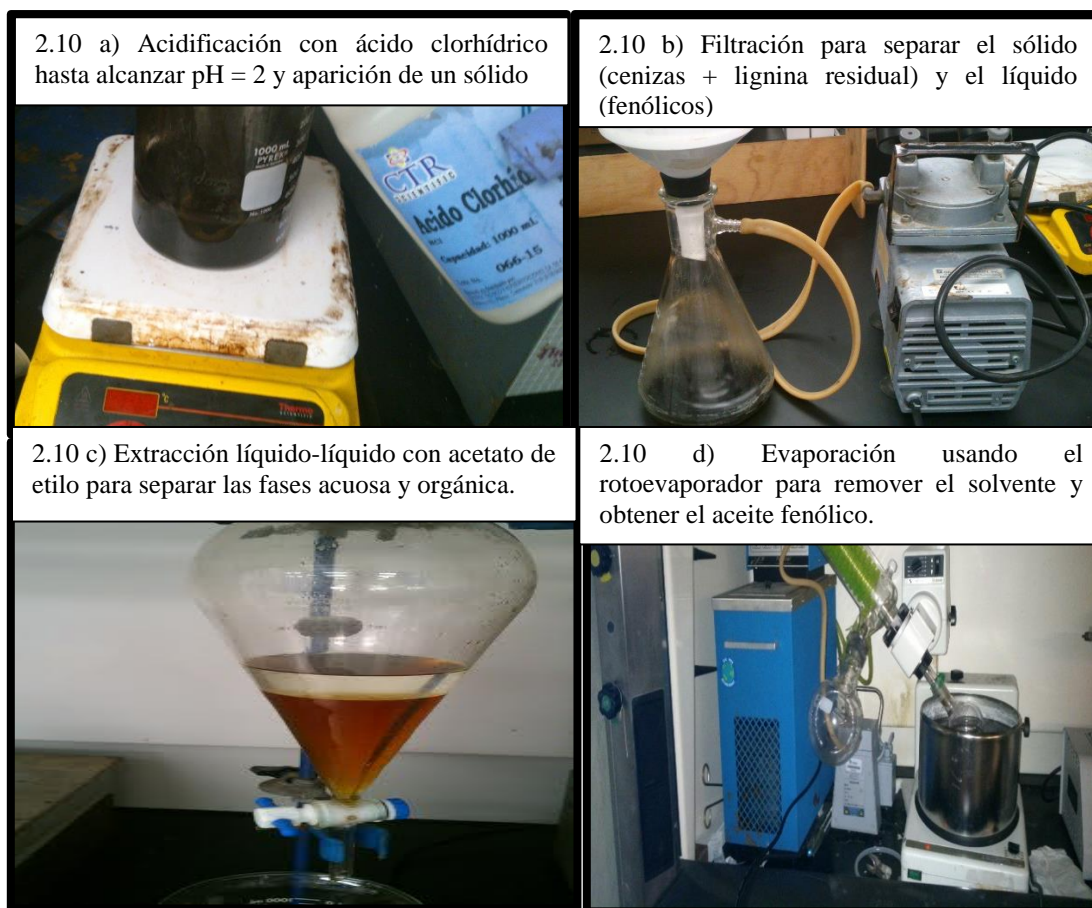 2.10 a) Acidificación con ácido clorhídrico
hasta alcanzar pH = 2 y aparición de un sólido
1000 mL
PYREX
CTR
SCIENTIFIC
Acido Clorhíd
Capacidad: 1000 mL
066-15
°C
Thermo
SCIENTIFIC
2.10 b) Filtración para separar el sólido
(cenizas + lignina residual) y el líquido
(fenólicos)
2.10 c) Extracción líquido-líquido con acetato de
etilo para separar las fases acuosa y orgánica.
2.10 d) Evaporación usando el
rotoevaporador para remover el solvente y
obtener el aceite fenólico.